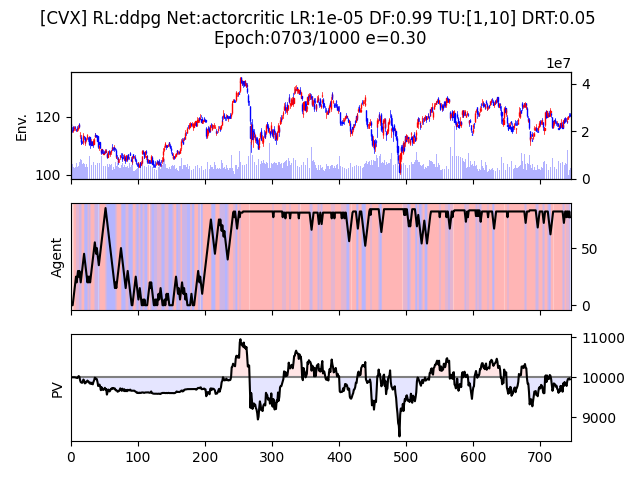 [CVX] RL:ddpg Net:actorcritic LR:1e-05 DF:0.99 TU:[1,10] DRT:0.05
Epoch:0703/1000 e=0.30
1e7
Env.
120
100
4
2
0
Agent
50
0
PV
11000
10000
9000
0 100 200 300 400 500 600 700